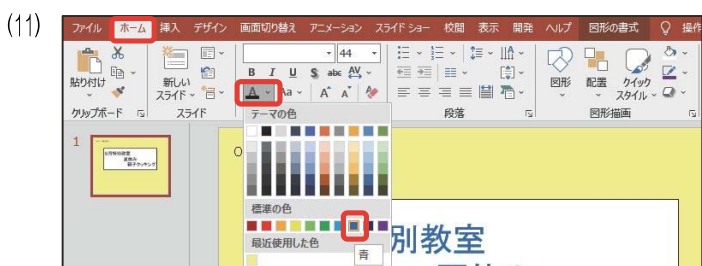 (11)
ファイル ホーム 挿入 デザイン 画面切り替え アニメーション スライド ショー 校閲 表示 開発 ヘルプ 図形の書式 操作
44
貼り付け 新しい スライド
B I U S abc AV
A Aa A A
図形 配置 クイック スタイル
クリップボード スライド 段落 図形描画
テーマの色
1
標準の色
最近使用した色
青
別教室